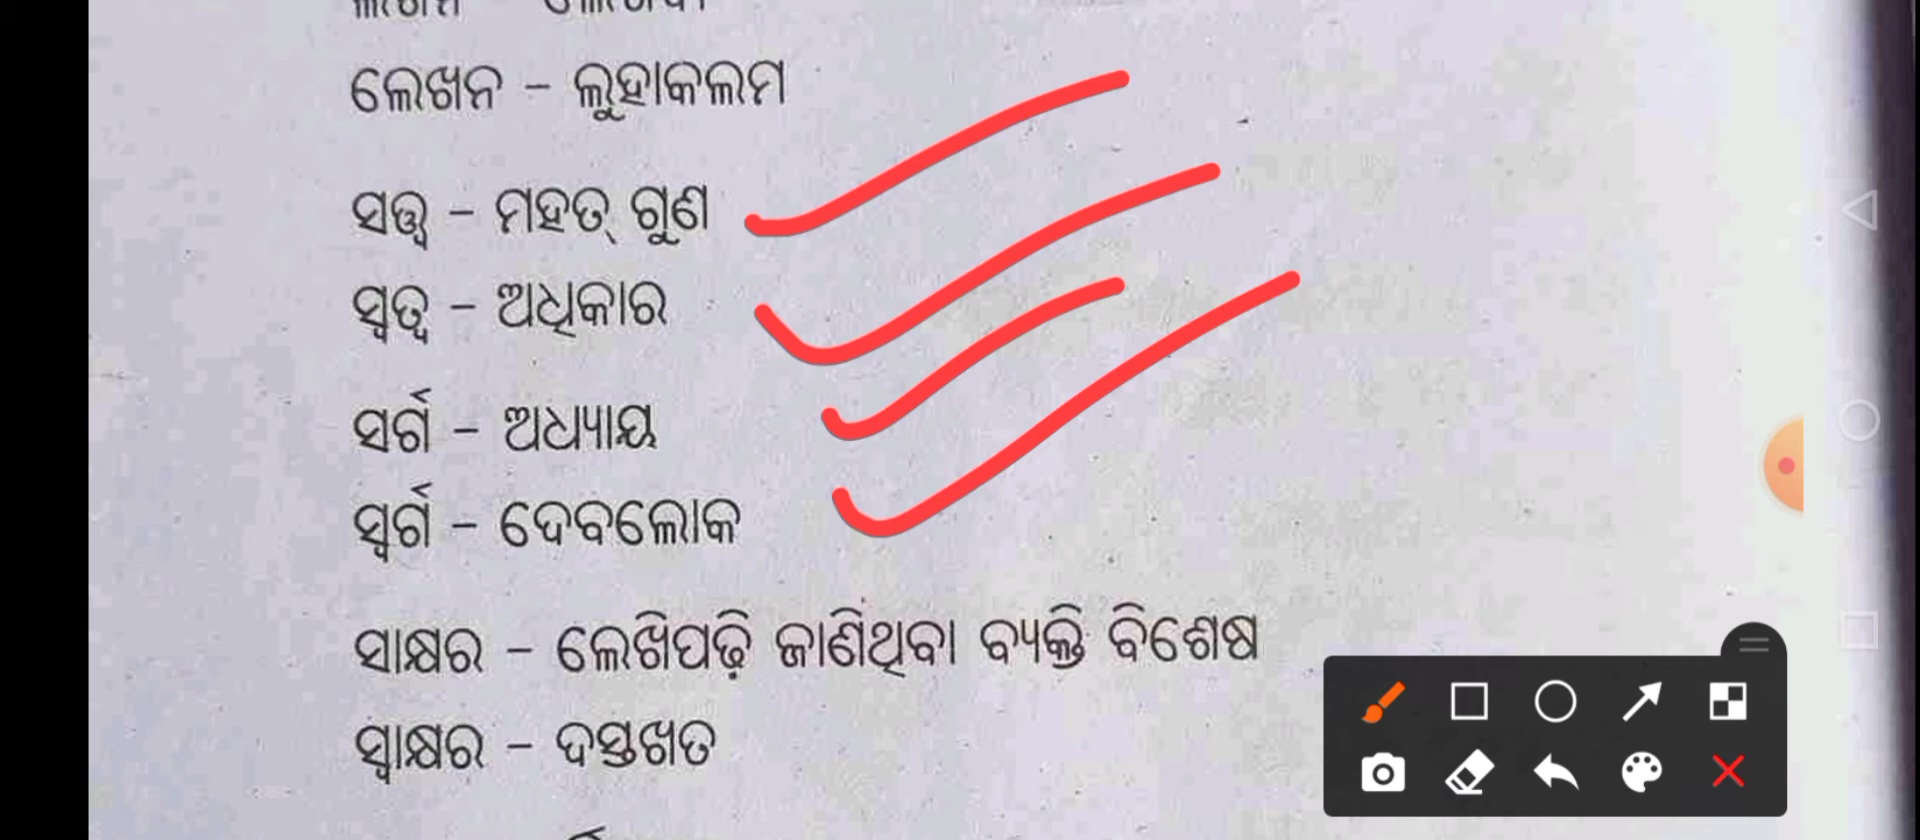 ଲେଖନ – ଲୁହାକଲମ
ସତ୍ତ୍ୱ – ମହତ୍ ଗୁଣ
ସ୍ୱତ୍ୱ – ଅଧିକାର
ସର୍ଗ – ଅଧ୍ୟାୟ
ସ୍ୱର୍ଗ – ଦେବଲୋକ
ସାକ୍ଷର – ଲେଖିପଢ଼ି ଜାଣିଥିବା ବ୍ୟକ୍ତି ବିଶେଷ
ସ୍ୱାକ୍ଷର – ଦସ୍ତଖତ